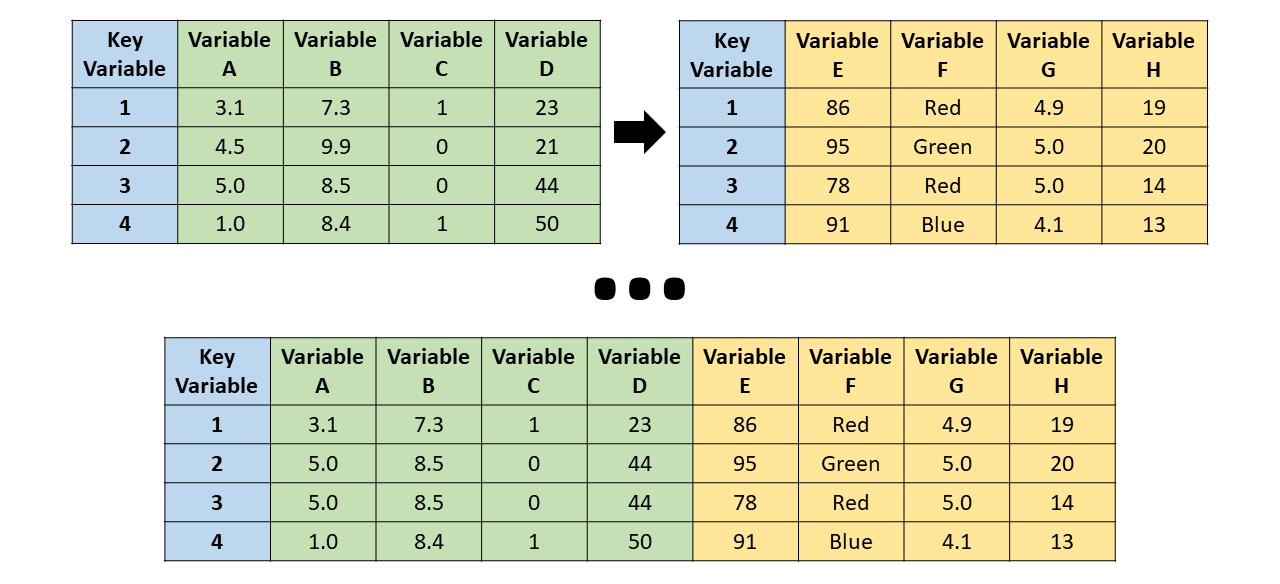 Key Variable Variable Variable Variable
Variable A B C D
1 3.1 7.3 1 23
2 4.5 9.9 0 21
3 5.0 8.5 0 44
4 1.0 8.4 1 50
Key Variable Variable Variable Variable
Variable E F G H
1 86 Red 4.9 19
2 95 Green 5.0 20
3 78 Red 5.0 14
4 91 Blue 4.1 13
Key Variable Variable Variable Variable Variable Variable Variable Variable
Variable A B C D E F G H
1 3.1 7.3 1 23 86 Red 4.9 19
2 5.0 8.5 0 44 95 Green 5.0 20
3 5.0 8.5 0 44 78 Red 5.0 14
4 1.0 8.4 1 50 91 Blue 4.1 13